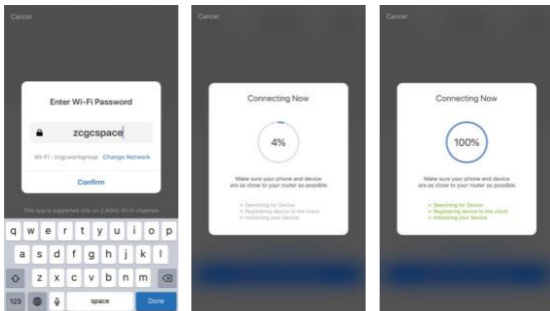 Cancel
Enter Wi-Fi Password
zcgcspace
Wi-Fi : zcgcworkgroup Change Network
Confirm
This app is supported only on 2.4GHz Wi-Fi channels
q w e r t y u i o p
a s d f g h j k l
z x c v b n m
123 space Done
Cancel
Connecting Now
4%
Make sure your phone and device
are as close to your router as possible.
Searching for Device
Registering device to the cloud
Initializing your Device
Cancel
Connecting Now
100%
Make sure your phone and device
are as close to your router as possible.
Searching for Device
Registering device to the cloud
Initializing your Device